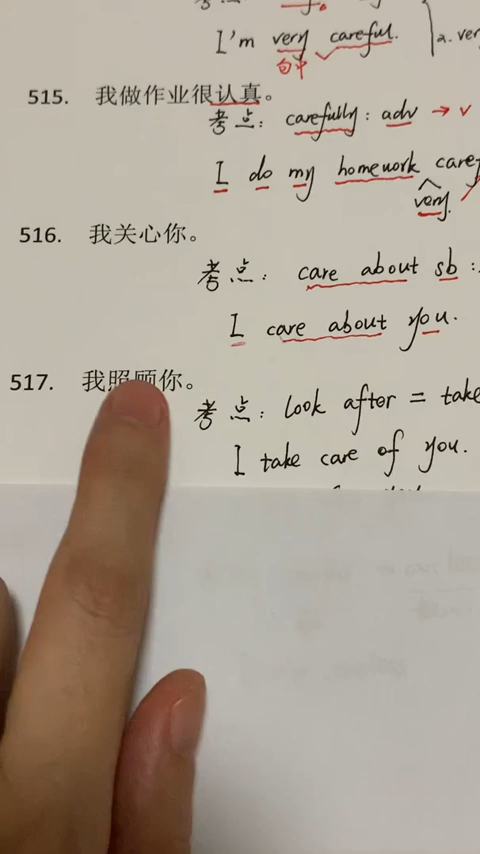 I'm very careful. 2. very
句中
515. 我做作业很认真。
考点: carefully: adv → v
I do my homework
very.
516. 我关心你。
考点: care about sb:
I care about you.
517. 我照顾你。
考点: look after = take
I take care of you.